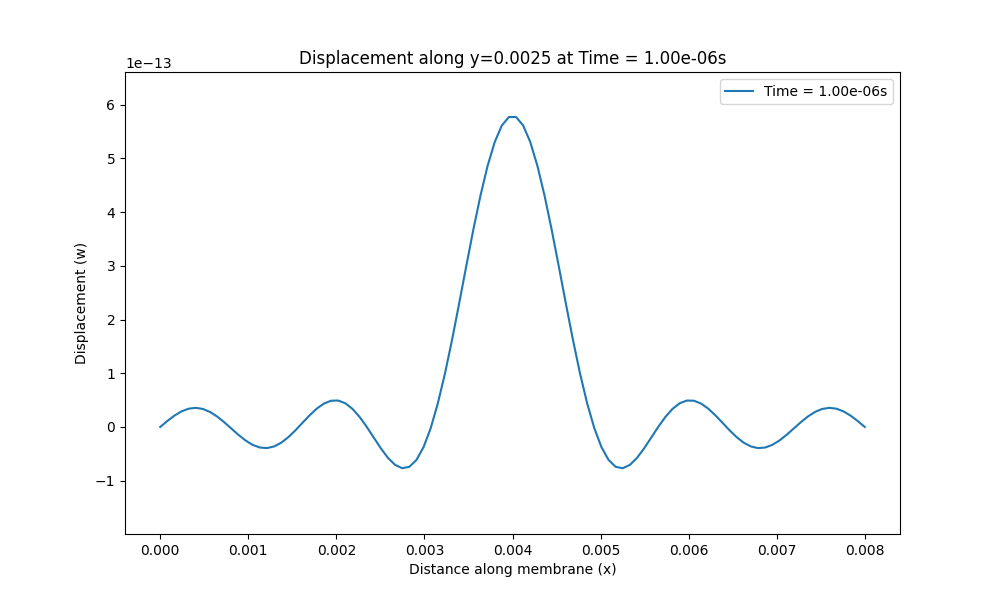 Displacement along y=0.0025 at Time = 1.00e-06s
1e−13
Time = 1.00e-06s
6
5
4
3
2
1
0
−1
Displacement (w)
0.000 0.001 0.002 0.003 0.004 0.005 0.006 0.007 0.008
Distance along membrane (x)